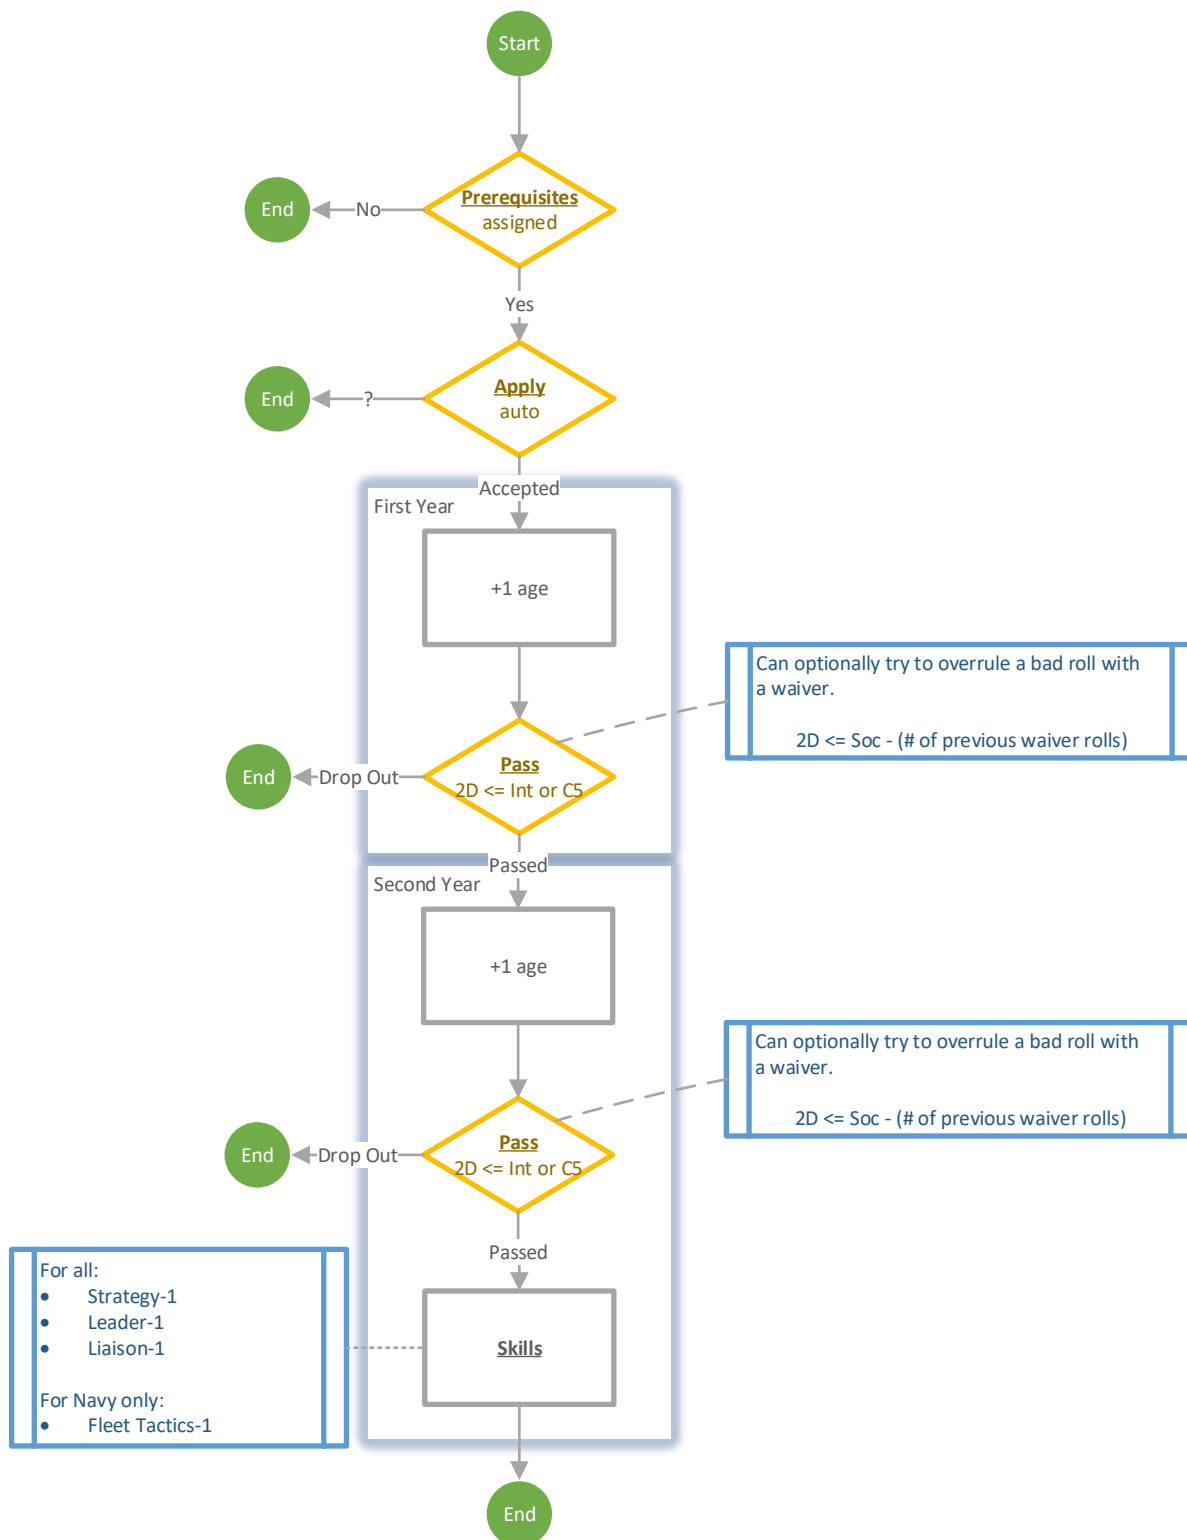 Start
Prerequisites
assigned
No
End
Yes
Apply
auto
?
End
Accepted
First Year
+1 age
Can optionally try to overrule a bad roll with
a waiver.
2D <= Soc - (# of previous waiver rolls)
Pass
2D <= Int or C5
Drop Out
End
Passed
Second Year
+1 age
Can optionally try to overrule a bad roll with
a waiver.
2D <= Soc - (# of previous waiver rolls)
Pass
2D <= Int or C5
Drop Out
End
Passed
For all:
• Strategy-1
• Leader-1
• Liaison-1
For Navy only:
• Fleet Tactics-1
Skills
End